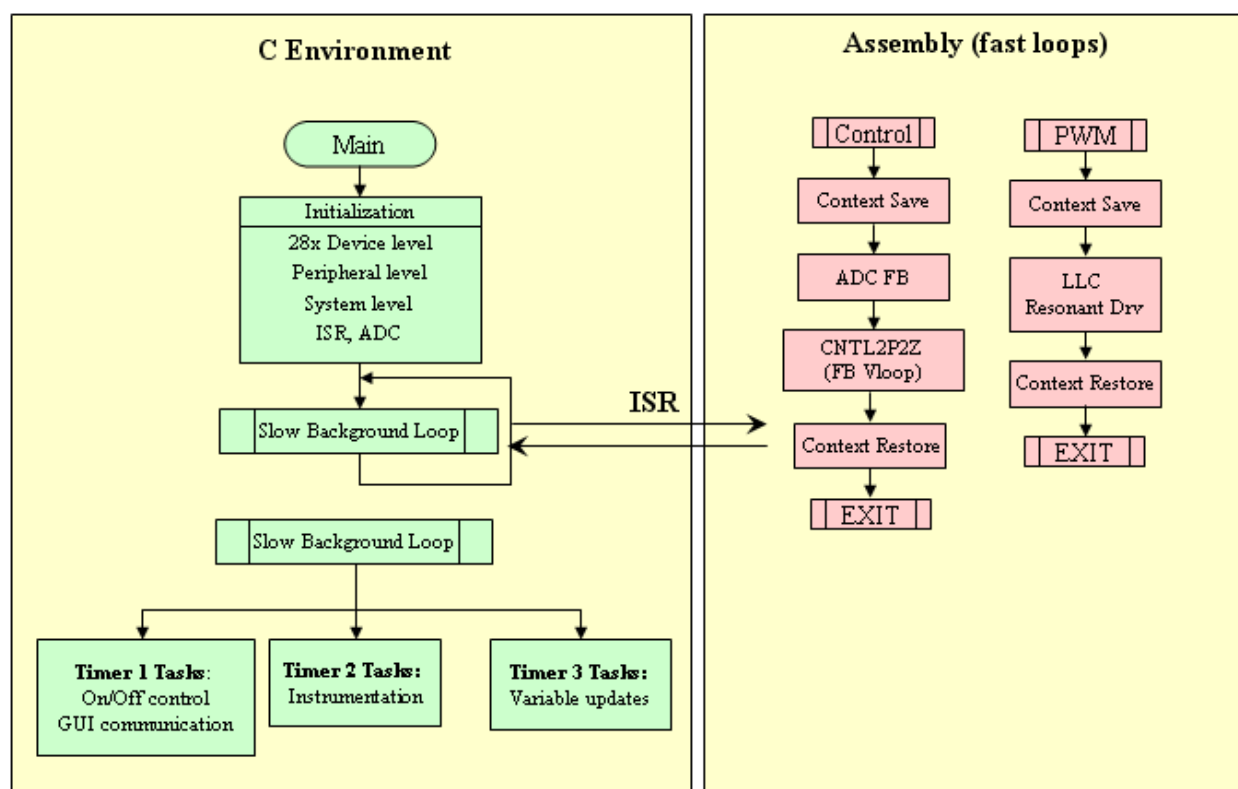 C Environment
Main
Initialization
28x Device level
Peripheral level
System level
ISR, ADC
Slow Background Loop
ISR
Slow Background Loop
Timer 1 Tasks:
On/Off control
GUI communication
Timer 2 Tasks:
Instrumentation
Timer 3 Tasks:
Variable updates
Assembly (fast loops)
Control
Context Save
ADC FB
CNTL2P2Z
(FB Vloop)
Context Restore
EXIT
PWM
Context Save
LLC
Resonant Drv
Context Restore
EXIT